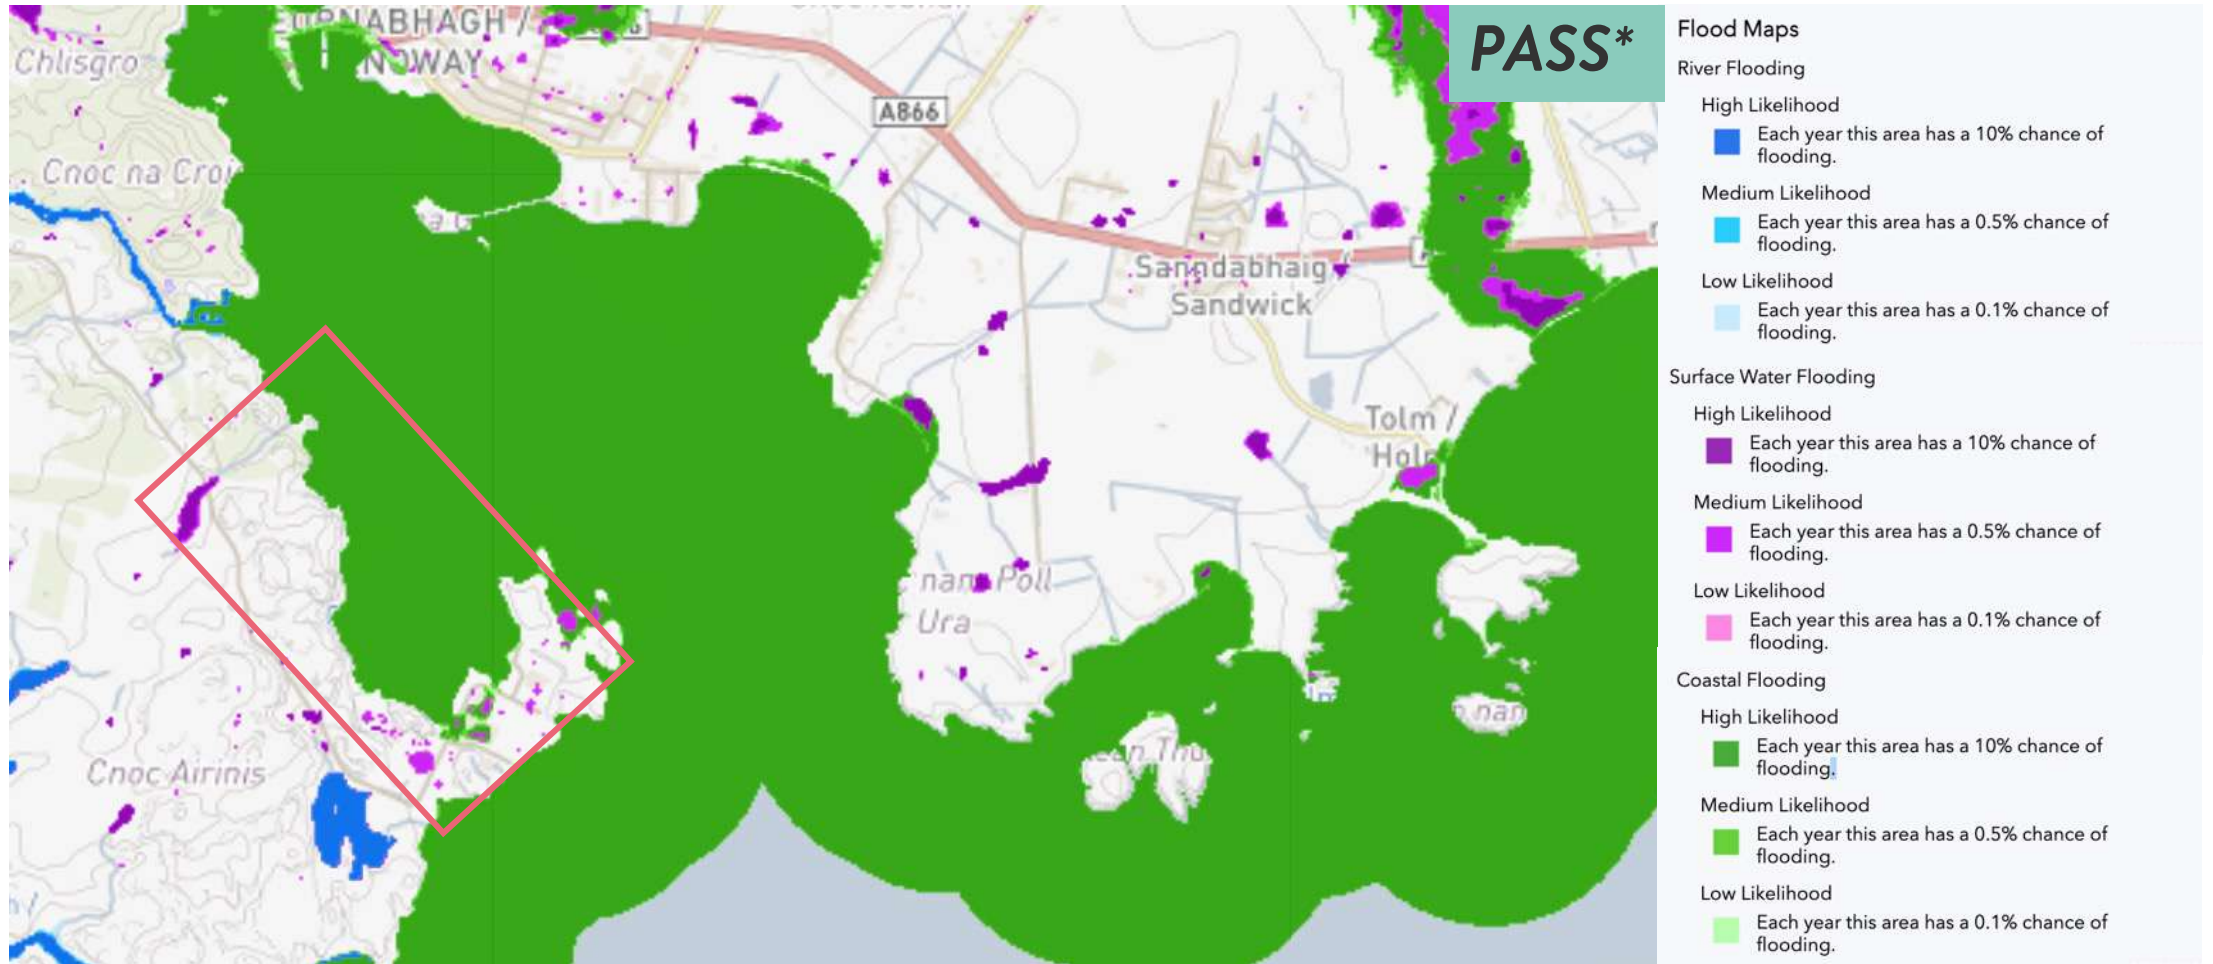 Chlisgro
NOWAY
PASS*
A866
Sanndabhaig /
Sandwick
Tolm /
Cnoc Airinis
nam Poll
Ura
Flood Maps
River Flooding
High Likelihood
Each year this area has a 10% chance of
flooding.
Medium Likelihood
Each year this area has a 0.5% chance of
flooding.
Low Likelihood
Each year this area has a 0.1% chance of
flooding.
Surface Water Flooding
High Likelihood
Each year this area has a 10% chance of
flooding.
Medium Likelihood
Each year this area has a 0.5% chance of
flooding.
Low Likelihood
Each year this area has a 0.1% chance of
flooding.
Coastal Flooding
High Likelihood
Each year this area has a 10% chance of
flooding.
Medium Likelihood
Each year this area has a 0.5% chance of
flooding.
Low Likelihood
Each year this area has a 0.1% chance of
flooding.